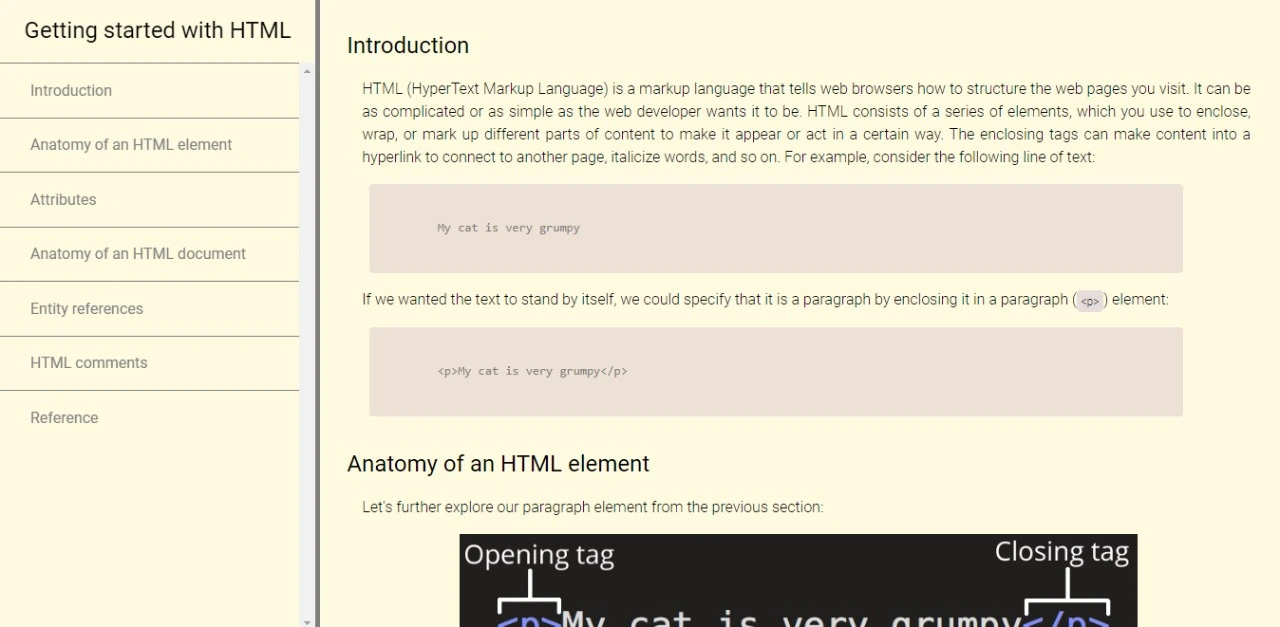 Getting started with HTML
Introduction
Anatomy of an HTML element
Attributes
Anatomy of an HTML document
Entity references
HTML comments
Reference
Introduction
HTML (HyperText Markup Language) is a markup language that tells web browsers how to structure the web pages you visit. It can be
as complicated or as simple as the web developer wants it to be. HTML consists of a series of elements, which you use to enclose,
wrap, or mark up different parts of content to make it appear or act in a certain way. The enclosing tags can make content into a
hyperlink to connect to another page, italicize words, and so on. For example, consider the following line of text:
My cat is very grumpy
If we wanted the text to stand by itself, we could specify that it is a paragraph by enclosing it in a paragraph (<p>) element:
<p>My cat is very grumpy</p>
Anatomy of an HTML element
Let's further explore our paragraph element from the previous section:
Opening tag
Closing tag
<p>My cat is very grumpy</p>